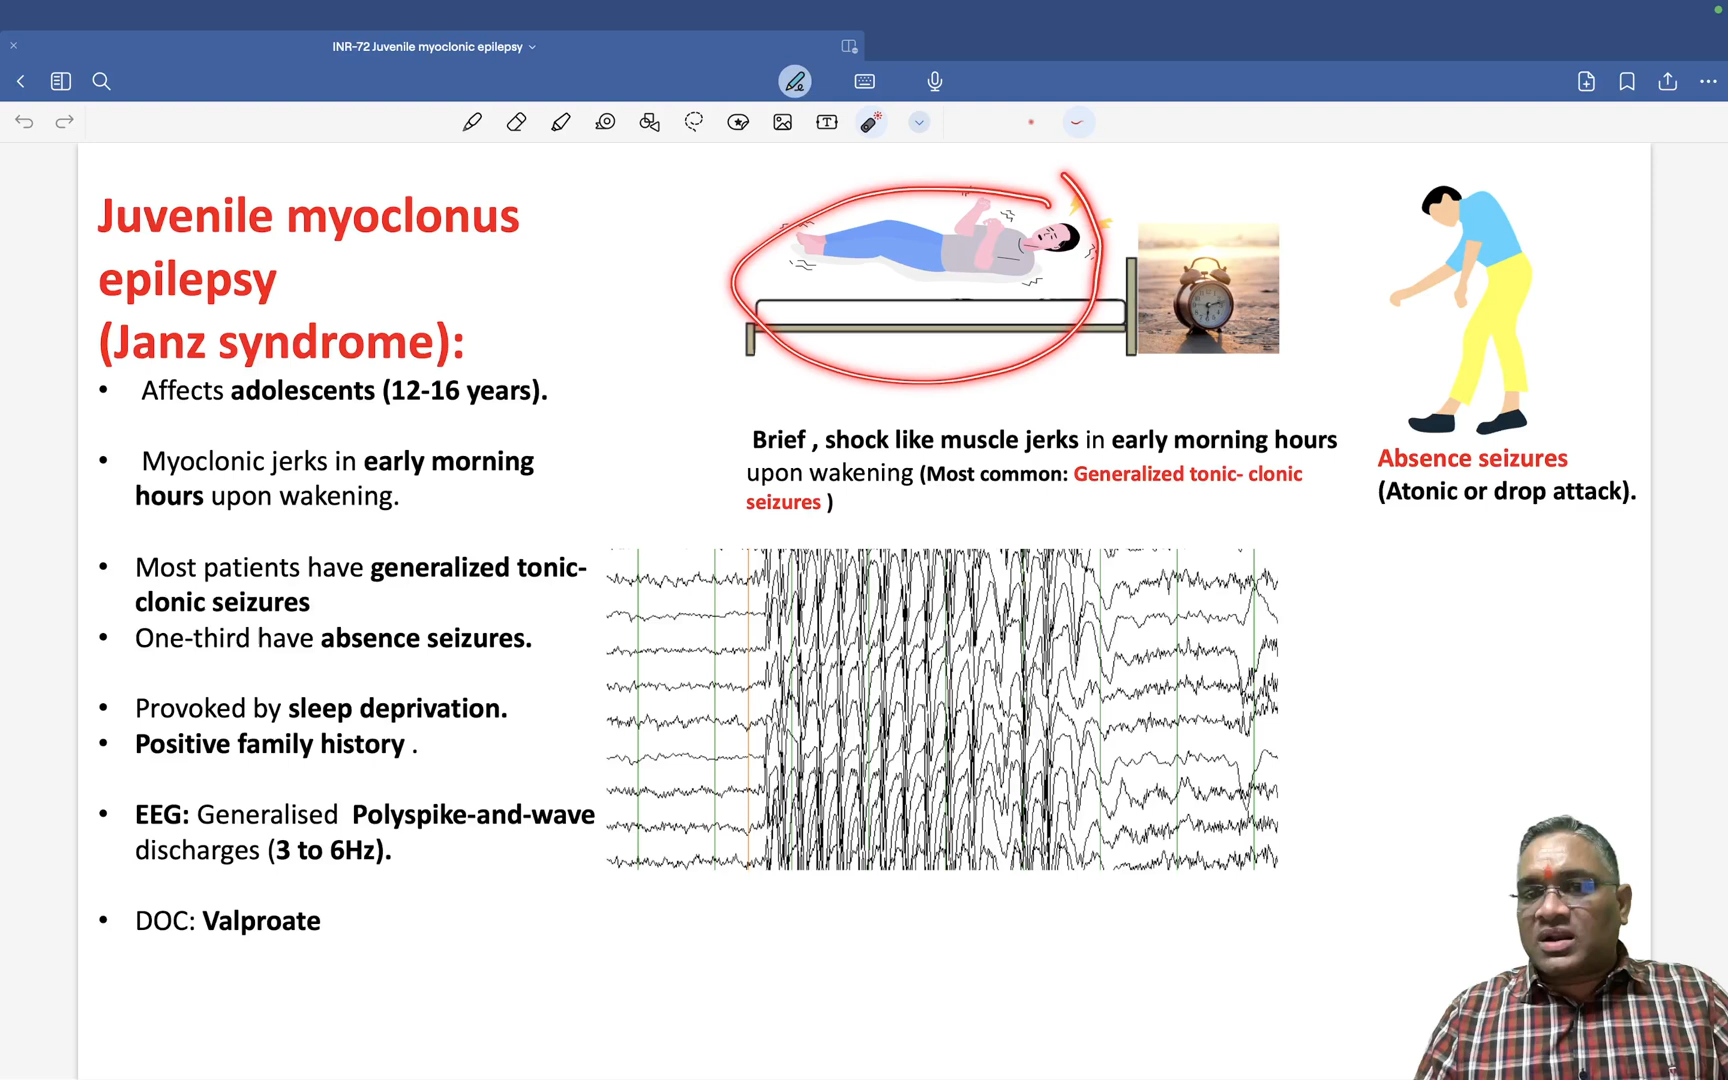 INR-72 Juvenile myoclonic epilepsy
Juvenile myoclonus
epilepsy
(Janz syndrome):
• Affects adolescents (12-16 years).
• Myoclonic jerks in early morning
hours upon wakening.
• Most patients have generalized tonic-
clonic seizures
• One-third have absence seizures.
• Provoked by sleep deprivation.
• Positive family history .
• EEG: Generalised Polyspike-and-wave
discharges (3 to 6Hz).
• DOC: Valproate
Brief , shock like muscle jerks in early morning hours
upon wakening (Most common: Generalized tonic- clonic
seizures )
Absence seizures
(Atonic or drop attack).